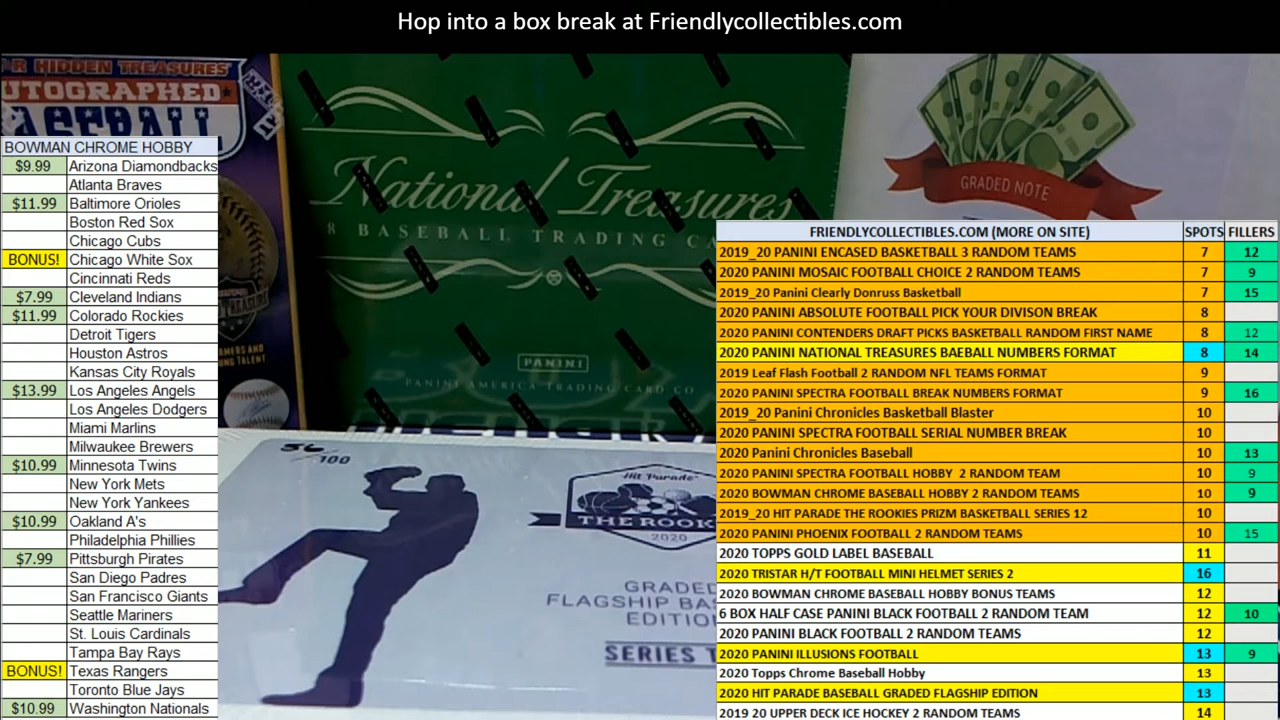 Hop into a box break at Friendlycollectibles.com
R HIDDEN TREASURES
UTOGRAPHED
BASEBALL
BOWMAN CHROME HOBBY
$9.99 Arizona Diamondbacks
Atlanta Braves
$11.99 Baltimore Orioles
Boston Red Sox
Chicago Cubs
BONUS! Chicago White Sox
Cincinnati Reds
$7.99 Cleveland Indians
$11.99 Colorado Rockies
Detroit Tigers
Houston Astros
Kansas City Royals
$13.99 Los Angeles Angels
Los Angeles Dodgers
Miami Marlins
Milwaukee Brewers
$10.99 Minnesota Twins
New York Mets
New York Yankees
$10.99 Oakland A's
Philadelphia Phillies
$7.99 Pittsburgh Pirates
San Diego Padres
San Francisco Giants
Seattle Mariners
St. Louis Cardinals
Tampa Bay Rays
BONUS! Texas Rangers
Toronto Blue Jays
$10.99 Washington Nationals
National Treasures
8 BASEBALL TRADING CA
PANINI
PANINI AMERICA TRADING CARD CO
GRADED NOTE
56/100
Hit Parade
THE ROOK
2020
GRADED
FLAGSHIP BAS
EDITION
SERIES 1
FRIENDLYCOLLECTIBLES.COM (MORE ON SITE) SPOTS FILLERS
2019_20 PANINI ENCASED BASKETBALL 3 RANDOM TEAMS 7 12
2020 PANINI MOSAIC FOOTBALL CHOICE 2 RANDOM TEAMS 7 9
2019_20 Panini Clearly Donruss Basketball 7 15
2020 PANINI ABSOLUTE FOOTBALL PICK YOUR DIVISON BREAK 8
2020 PANINI CONTENDERS DRAFT PICKS BASKETBALL RANDOM FIRST NAME 8 12
2020 PANINI NATIONAL TREASURES BAEBALL NUMBERS FORMAT 8 14
2019 Leaf Flash Football 2 RANDOM NFL TEAMS FORMAT 9
2020 PANINI SPECTRA FOOTBALL BREAK NUMBERS FORMAT 9 16
2019_20 Panini Chronicles Basketball Blaster 10
2020 PANINI SPECTRA FOOTBALL SERIAL NUMBER BREAK 10
2020 Panini Chronicles Baseball 10 13
2020 PANINI SPECTRA FOOTBALL HOBBY 2 RANDOM TEAM 10 9
2020 BOWMAN CHROME BASEBALL HOBBY 2 RANDOM TEAMS 10 9
2019_20 HIT PARADE THE ROOKIES PRIZM BASKETBALL SERIES 12 10
2020 PANINI PHOENIX FOOTBALL 2 RANDOM TEAMS 10 15
2020 TOPPS GOLD LABEL BASEBALL 11
2020 TRISTAR H/T FOOTBALL MINI HELMET SERIES 2 16
2020 BOWMAN CHROME BASEBALL HOBBY BONUS TEAMS 12
6 BOX HALF CASE PANINI BLACK FOOTBALL 2 RANDOM TEAM 12 10
2020 PANINI BLACK FOOTBALL 2 RANDOM TEAMS 12
2020 PANINI ILLUSIONS FOOTBALL 13 9
2020 Topps Chrome Baseball Hobby 13
2020 HIT PARADE BASEBALL GRADED FLAGSHIP EDITION 13
2019 20 UPPER DECK ICE HOCKEY 2 RANDOM TEAMS 14